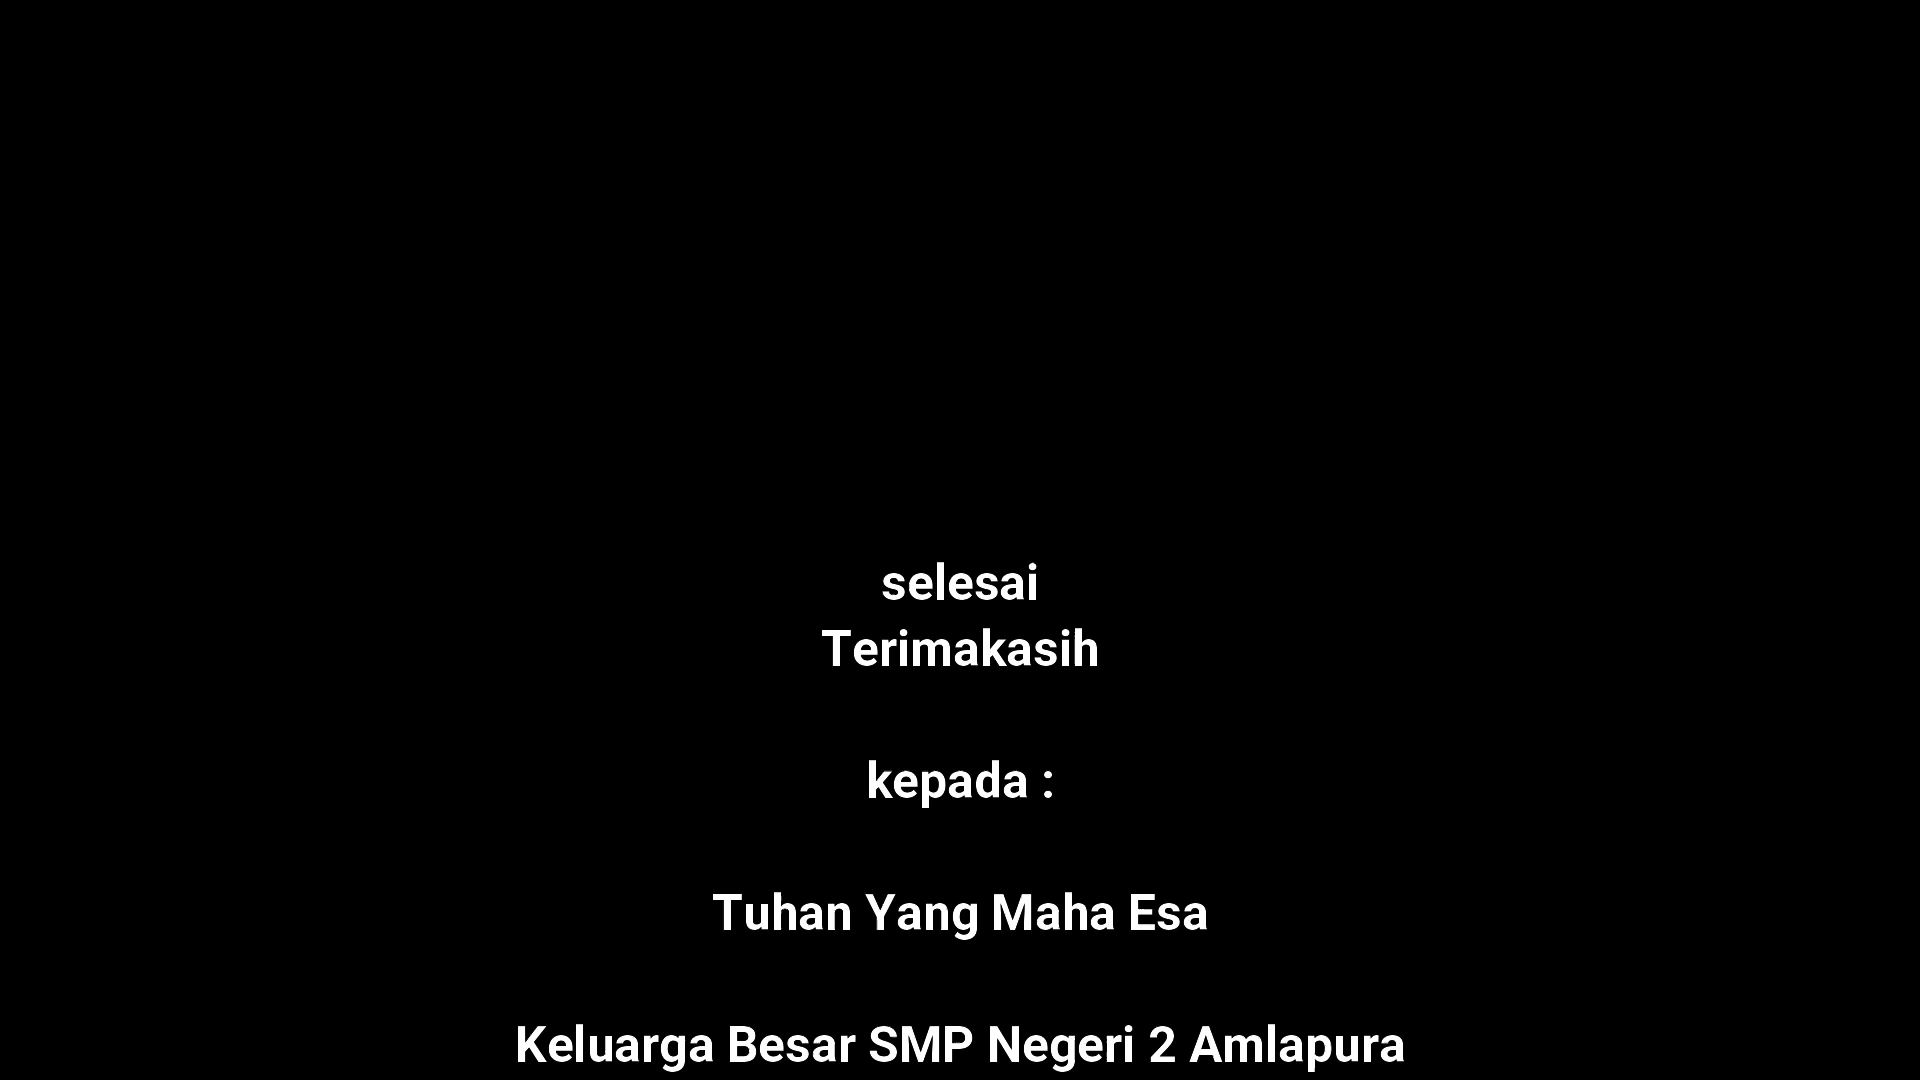 selesai
Terimakasih
kepada :
Tuhan Yang Maha Esa
Keluarga Besar SMP Negeri 2 Amlapura